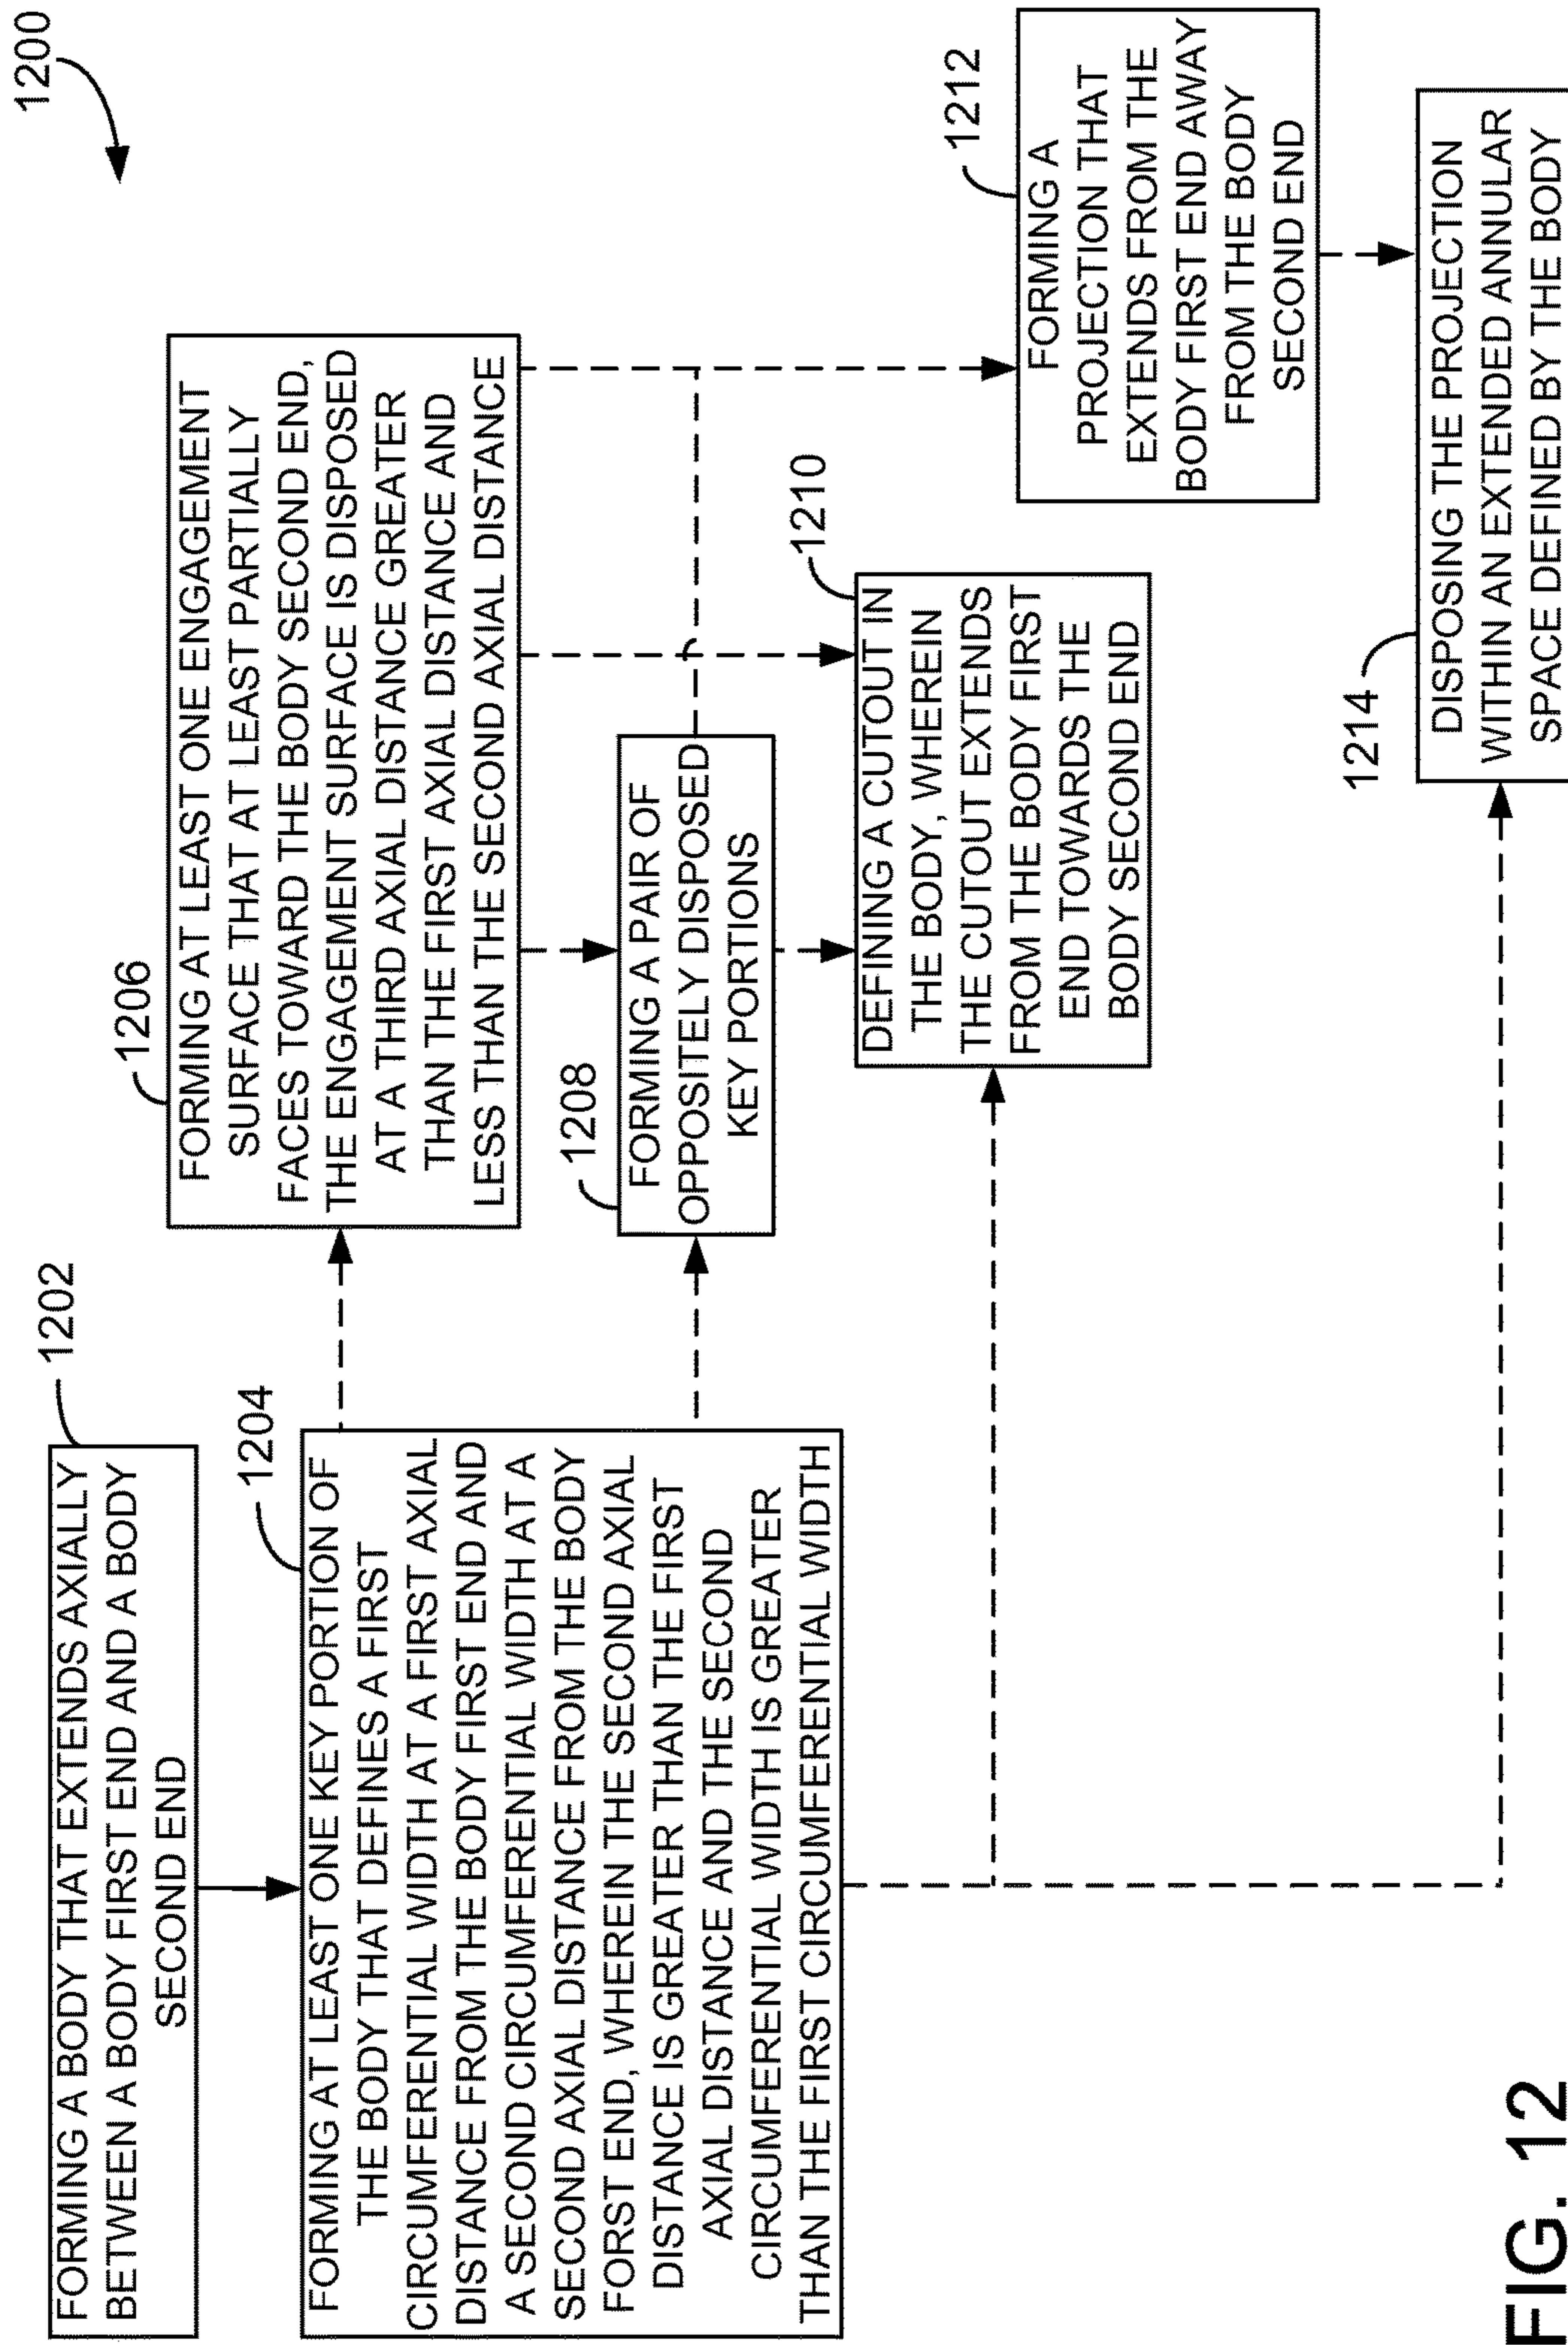 1200
1202
FORMING A BODY THAT EXTENDS AXIALLY
BETWEEN A BODY FIRST END AND A BODY
SECOND END
1204
FORMING AT LEAST ONE KEY PORTION OF
THE BODY THAT DEFINES A FIRST
CIRCUMFERENTIAL WIDTH AT A FIRST AXIAL
DISTANCE FROM THE BODY FIRST END AND
A SECOND CIRCUMFERENTIAL WIDTH AT A
SECOND AXIAL DISTANCE FROM THE BODY
FORST END, WHEREIN THE SECOND AXIAL
DISTANCE IS GREATER THAN THE FIRST
AXIAL DISTANCE AND THE SECOND
CIRCUMFERENTIAL WIDTH IS GREATER
THAN THE FIRST CIRCUMFERENTIAL WIDTH
1206
FORMING AT LEAST ONE ENGAGEMENT
SURFACE THAT AT LEAST PARTIALLY
FACES TOWARD THE BODY SECOND END,
THE ENGAGEMENT SURFACE IS DISPOSED
AT A THIRD AXIAL DISTANCE GREATER
THAN THE FIRST AXIAL DISTANCE AND
LESS THAN THE SECOND AXIAL DISTANCE
1208
FORMING A PAIR OF
OPPOSITELY DISPOSED
KEY PORTIONS
1210
DEFINING A CUTOUT IN
THE BODY, WHEREIN
THE CUTOUT EXTENDS
FROM THE BODY FIRST
END TOWARDS THE
BODY SECOND END
1212
FORMING A
PROJECTION THAT
EXTENDS FROM THE
BODY FIRST END AWAY
FROM THE BODY
SECOND END
1214
DISPOSING THE PROJECTION
WITHIN AN EXTENDED ANNULAR
SPACE DEFINED BY THE BODY
FIG. 12